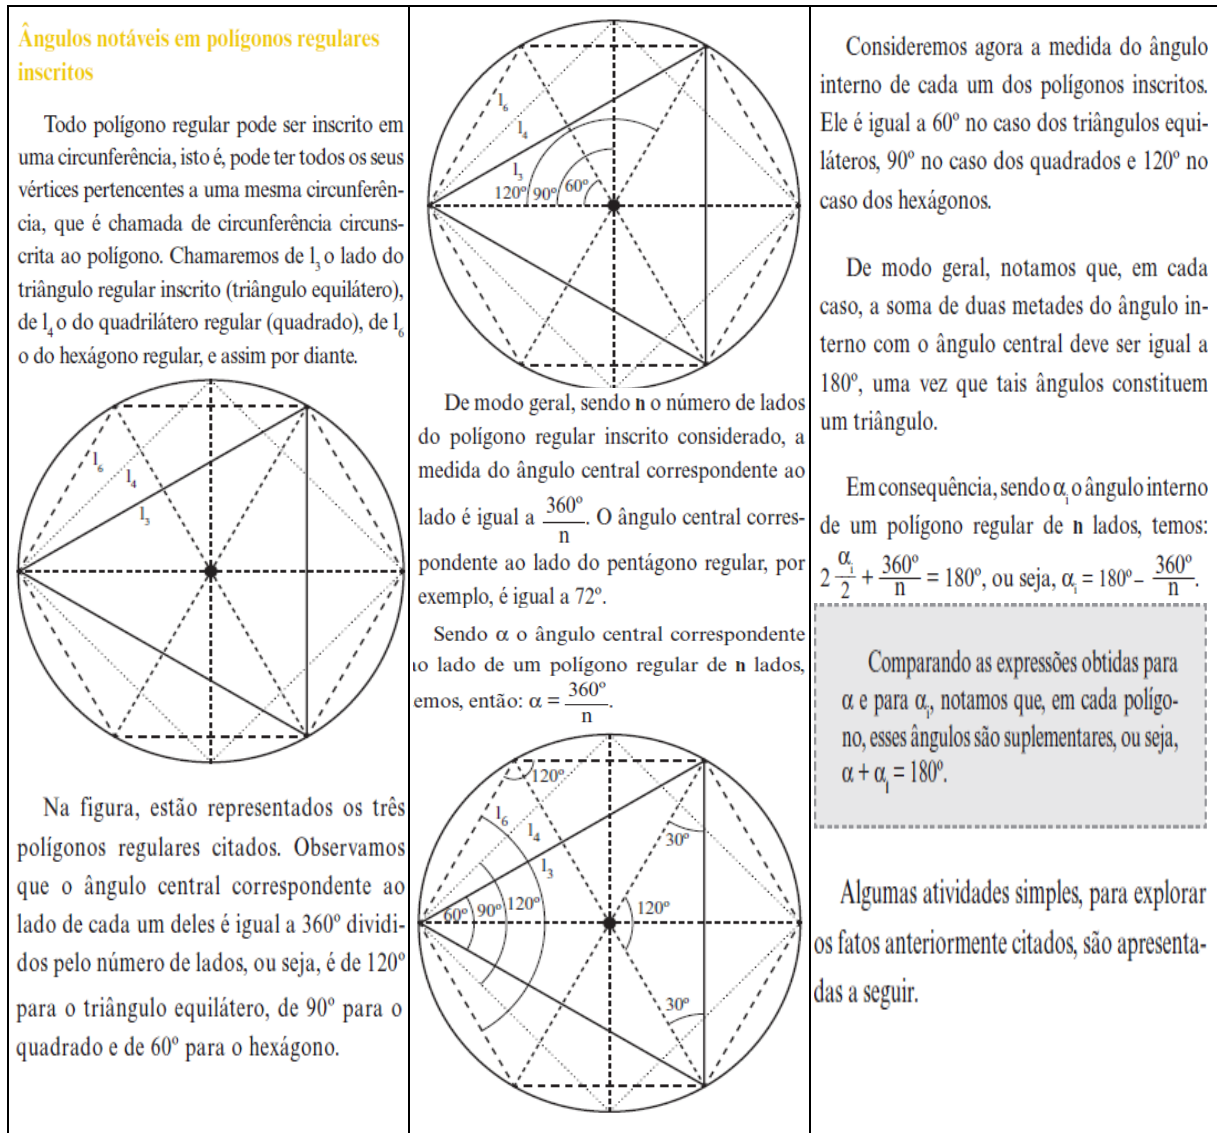 Ângulos notáveis em polígonos regulares
inscritos
Todo polígono regular pode ser inscrito em
uma circunferência, isto é, pode ter todos os seus
vértices pertencentes a uma mesma circunferên-
cia, que é chamada de circunferência circuns-
crita ao polígono. Chamaremos de l₃ o lado do
triângulo regular inscrito (triângulo equilátero),
de l₄ o do quadrilátero regular (quadrado), de l₆
o do hexágono regular, e assim por diante.
l₆
l₄
l₃
Na figura, estão representados os três
polígonos regulares citados. Observamos
que o ângulo central correspondente ao
lado de cada um deles é igual a 360º dividi-
dos pelo número de lados, ou seja, é de 120º
para o triângulo equilátero, de 90º para o
quadrado e de 60º para o hexágono.
l₆
l₄
l₃
120º 90º 60º
De modo geral, sendo n o número de lados
do polígono regular inscrito considerado, a
medida do ângulo central correspondente ao
lado é igual a 360º/n. O ângulo central corres-
pondente ao lado do pentágono regular, por
exemplo, é igual a 72º.
Sendo α o ângulo central correspondente
ao lado de um polígono regular de n lados,
emos, então: α = 360º/n.
120º
l₆
l₄
l₃
30º
60º 90º 120º
120º
30º
Consideremos agora a medida do ângulo
interno de cada um dos polígonos inscritos.
Ele é igual a 60º no caso dos triângulos equi-
láteros, 90º no caso dos quadrados e 120º no
caso dos hexágonos.
De modo geral, notamos que, em cada
caso, a soma de duas metades do ângulo in-
terno com o ângulo central deve ser igual a
180º, uma vez que tais ângulos constituem
um triângulo.
Em consequência, sendo αᵢ o ângulo interno
de um polígono regular de n lados, temos:
2 αᵢ/2 + 360º/n = 180º, ou seja, αᵢ = 180º – 360º/n.
Comparando as expressões obtidas para
α e para αᵢ, notamos que, em cada polígo-
no, esses ângulos são suplementares, ou seja,
α + αᵢ = 180º.
Algumas atividades simples, para explorar
os fatos anteriormente citados, são apresenta-
das a seguir.